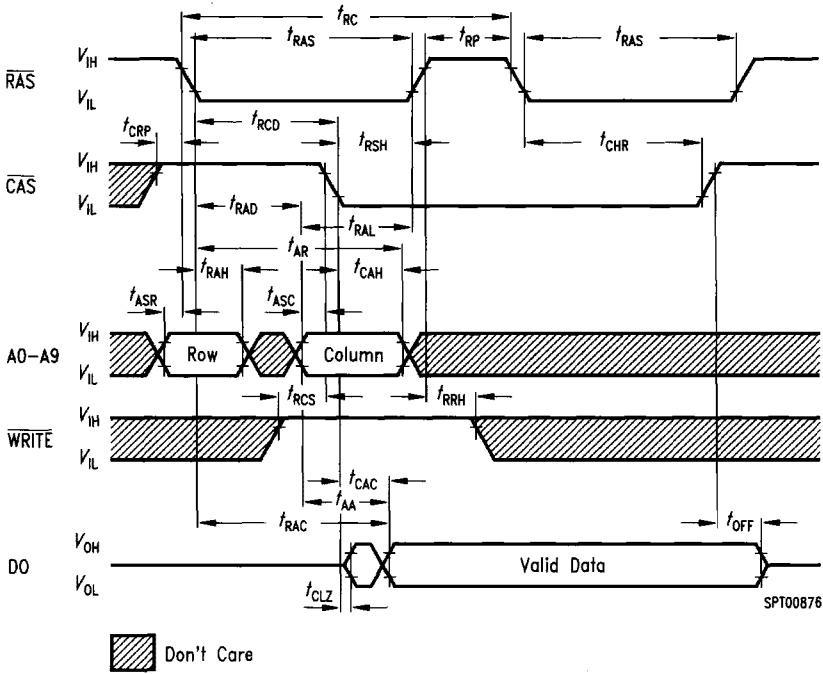 tRC
tRAS tRP tRAS
VIH
RAS
VIL
tRCD
tCRP tRSH tCHR
VIH
CAS
VIL
tRAD
tRAL
tAR
tRAH tCAH
tASR tASC
VIH
A0-A9 Row Column
VIL
tRCS tRRH
VIH
WRITE
VIL
tCAC
tAA
tRAC tOFF
VOH
DO Valid Data
VOL
tCLZ
SPT00876
Don't Care